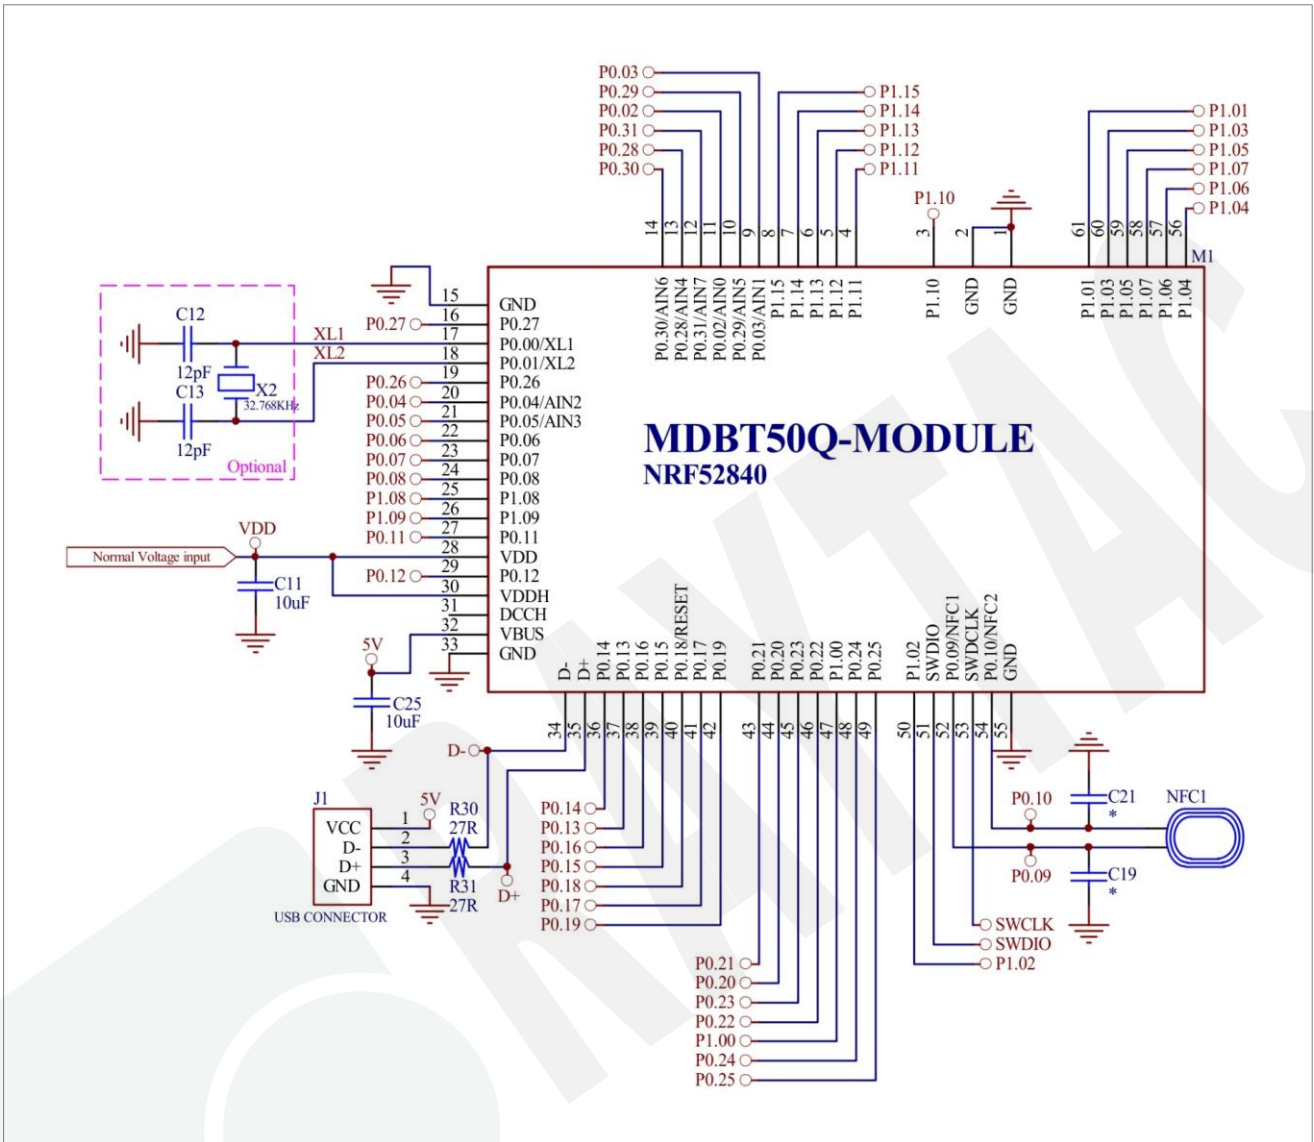 P0.03
P0.29
P0.02
P0.31
P0.28
P0.30
P1.15
P1.14
P1.13
P1.12
P1.11
P1.10
P1.01
P1.03
P1.05
P1.07
P1.06
P1.04
14 13 12 11 10 9 8 7 6 5 4 3 2 1 61 60 59 58 57 56
M1
P0.30/AIN6
P0.28/AIN4
P0.31/AIN7
P0.02/AIN0
P0.29/AIN5
P0.03/AIN1
P1.15
P1.14
P1.13
P1.12
P1.11
P1.10
GND
GND
P1.01
P1.03
P1.05
P1.07
P1.06
P1.04
15 GND
P0.27 16 P0.27
XL1 17 P0.00/XL1
XL2 18 P0.01/XL2
P0.26 19 P0.26
P0.04 20 P0.04/AIN2
P0.05 21 P0.05/AIN3
P0.06 22 P0.06
P0.07 23 P0.07
P0.08 24 P0.08
P1.08 25 P1.08
P1.09 26 P1.09
P0.11 27 P0.11
28 VDD
P0.12 29 P0.12
30 VDDH
31 DCCH
32 VBUS
33 GND
C12
12pF
C13
12pF
X2
32.768KHz
Optional
VDD
Normal Voltage input
C11
10uF
5V
C25
10uF
MDBT50Q-MODULE
NRF52840
D-
D+
P0.14
P0.13
P0.16
P0.15
P0.18/RESET
P0.17
P0.19
P0.21
P0.20
P0.23
P0.22
P1.00
P0.24
P0.25
P1.02
SWDIO
P0.09/NFC1
SWDCLK
P0.10/NFC2
GND
34 35 36 37 38 39 40 41 42 43 44 45 46 47 48 49 50 51 52 53 54 55
D-
J1
VCC 1 5V
D- 2
D+ 3
GND 4
USB CONNECTOR
R30
27R
R31
27R
D+
P0.14
P0.13
P0.16
P0.15
P0.18
P0.17
P0.19
P0.21
P0.20
P0.23
P0.22
P1.00
P0.24
P0.25
P0.10
P0.09
C21
*
C19
*
NFC1
SWCLK
SWDIO
P1.02
RAYTAC